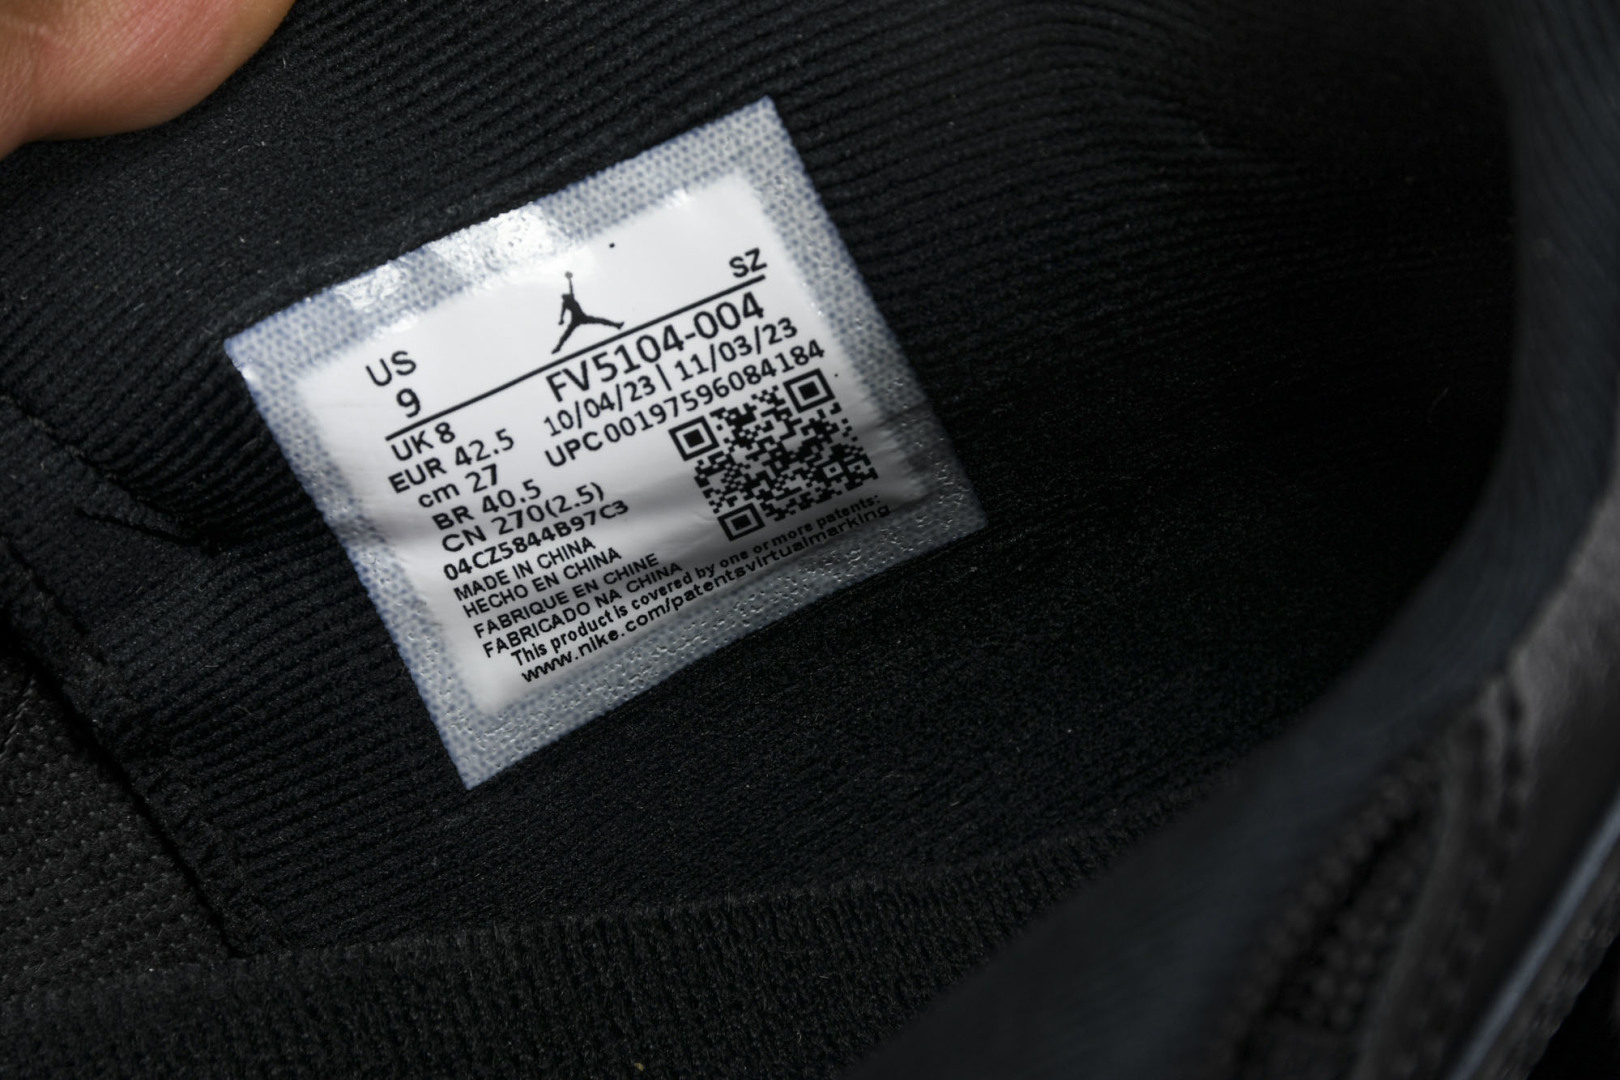 US
9
SZ
FV5104-004
10/04/23 | 11/03/23
UPC 00197596084184
UK 8
EUR 42.5
cm 27
BR 40.5
CN 270(2.5)
04CZ5844B97C3
MADE IN CHINA
HECHO EN CHINA
FABRIQUE EN CHINE
FABRICADO NA CHINA
This product is covered by one or more patents:
www.nike.com/patentsvirtualmarking